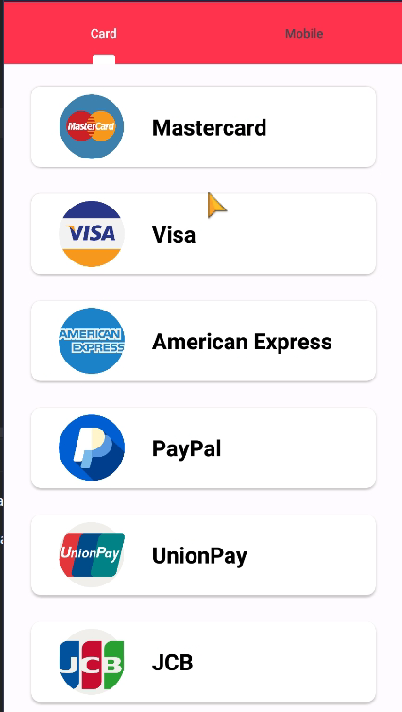 Card Mobile
MasterCard Mastercard
VISA Visa
AMERICAN
EXPRESS
American Express
P PayPal
UnionPay UnionPay
JCB JCB
a